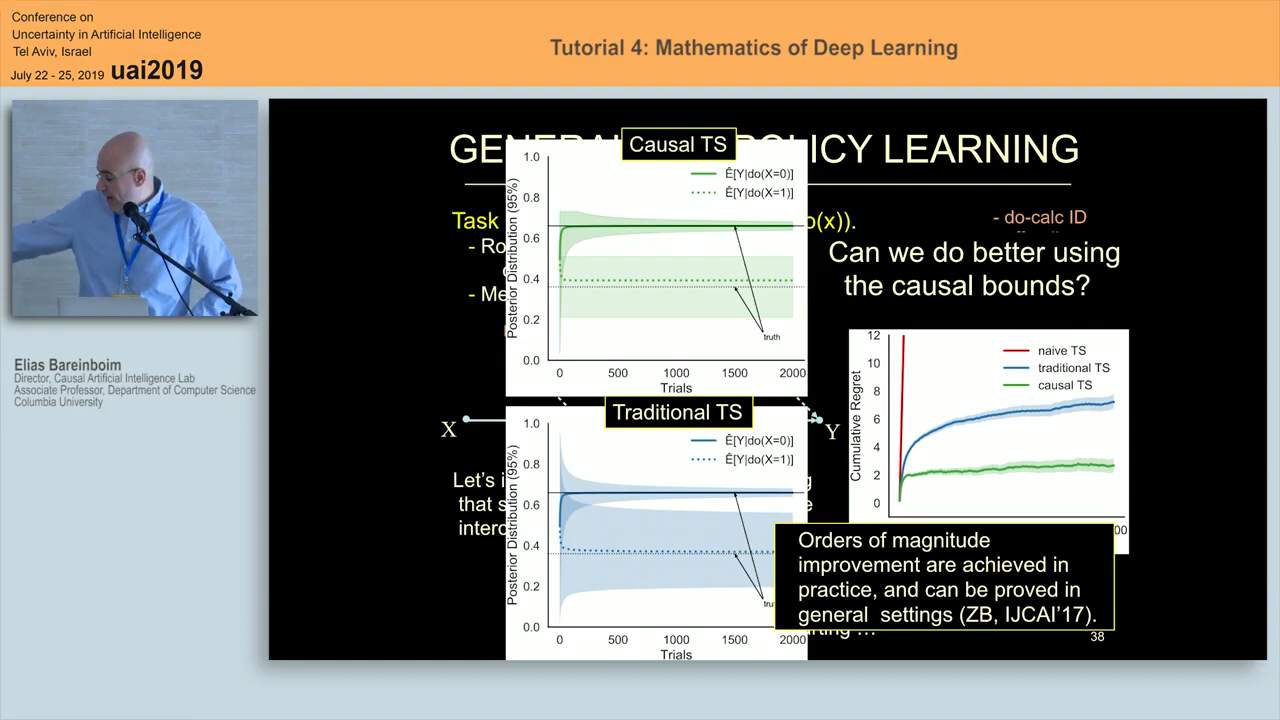 Conference on
Uncertainty in Artificial Intelligence
Tel Aviv, Israel
July 22 - 25, 2019 uai2019
Tutorial 4: Mathematics of Deep Learning
Elias Bareinboim
Director, Causal Artificial Intelligence Lab
Associate Professor, Department of Computer Science
Columbia University
GE OLICY LEARNING
Task o(x)).
- Ro
- Me
- do-calc ID
Can we do better using
the causal bounds?
X
Y
Let's i
that s
interc
Causal TS
Ê[Y|do(X=0)]
Ê[Y|do(X=1)]
Posterior Distribution (95%)
1.0
0.8
0.6
0.4
0.2
0.0
truth
0 500 1000 1500 2000
Trials
Traditional TS
Ê[Y|do(X=0)]
Ê[Y|do(X=1)]
Posterior Distribution (95%)
1.0
0.8
0.6
0.4
0.2
0.0
tru
0 500 1000 1500 2000
Trials
12
10
8
6
4
2
0
Cumulative Regret
naive TS
traditional TS
causal TS
00
Orders of magnitude
improvement are achieved in
practice, and can be proved in
general settings (ZB, IJCAI'17).
38